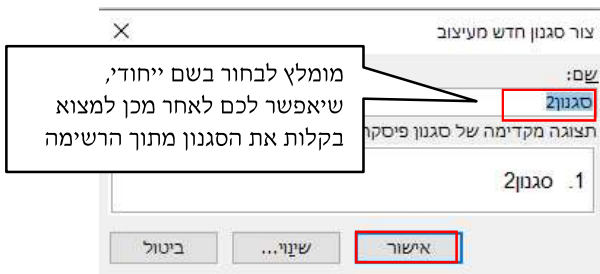 צור סגנון חדש מעיצוב
שם:
סגנון2
מומלץ לבחור בשם ייחודי,
שיאפשר לכם לאחר מכן למצוא
בקלות את הסגנון מתוך הרשימה
תצוגה מקדימה של סגנון פיסקה
1. סגנון2
אישור
שינוי...
ביטול